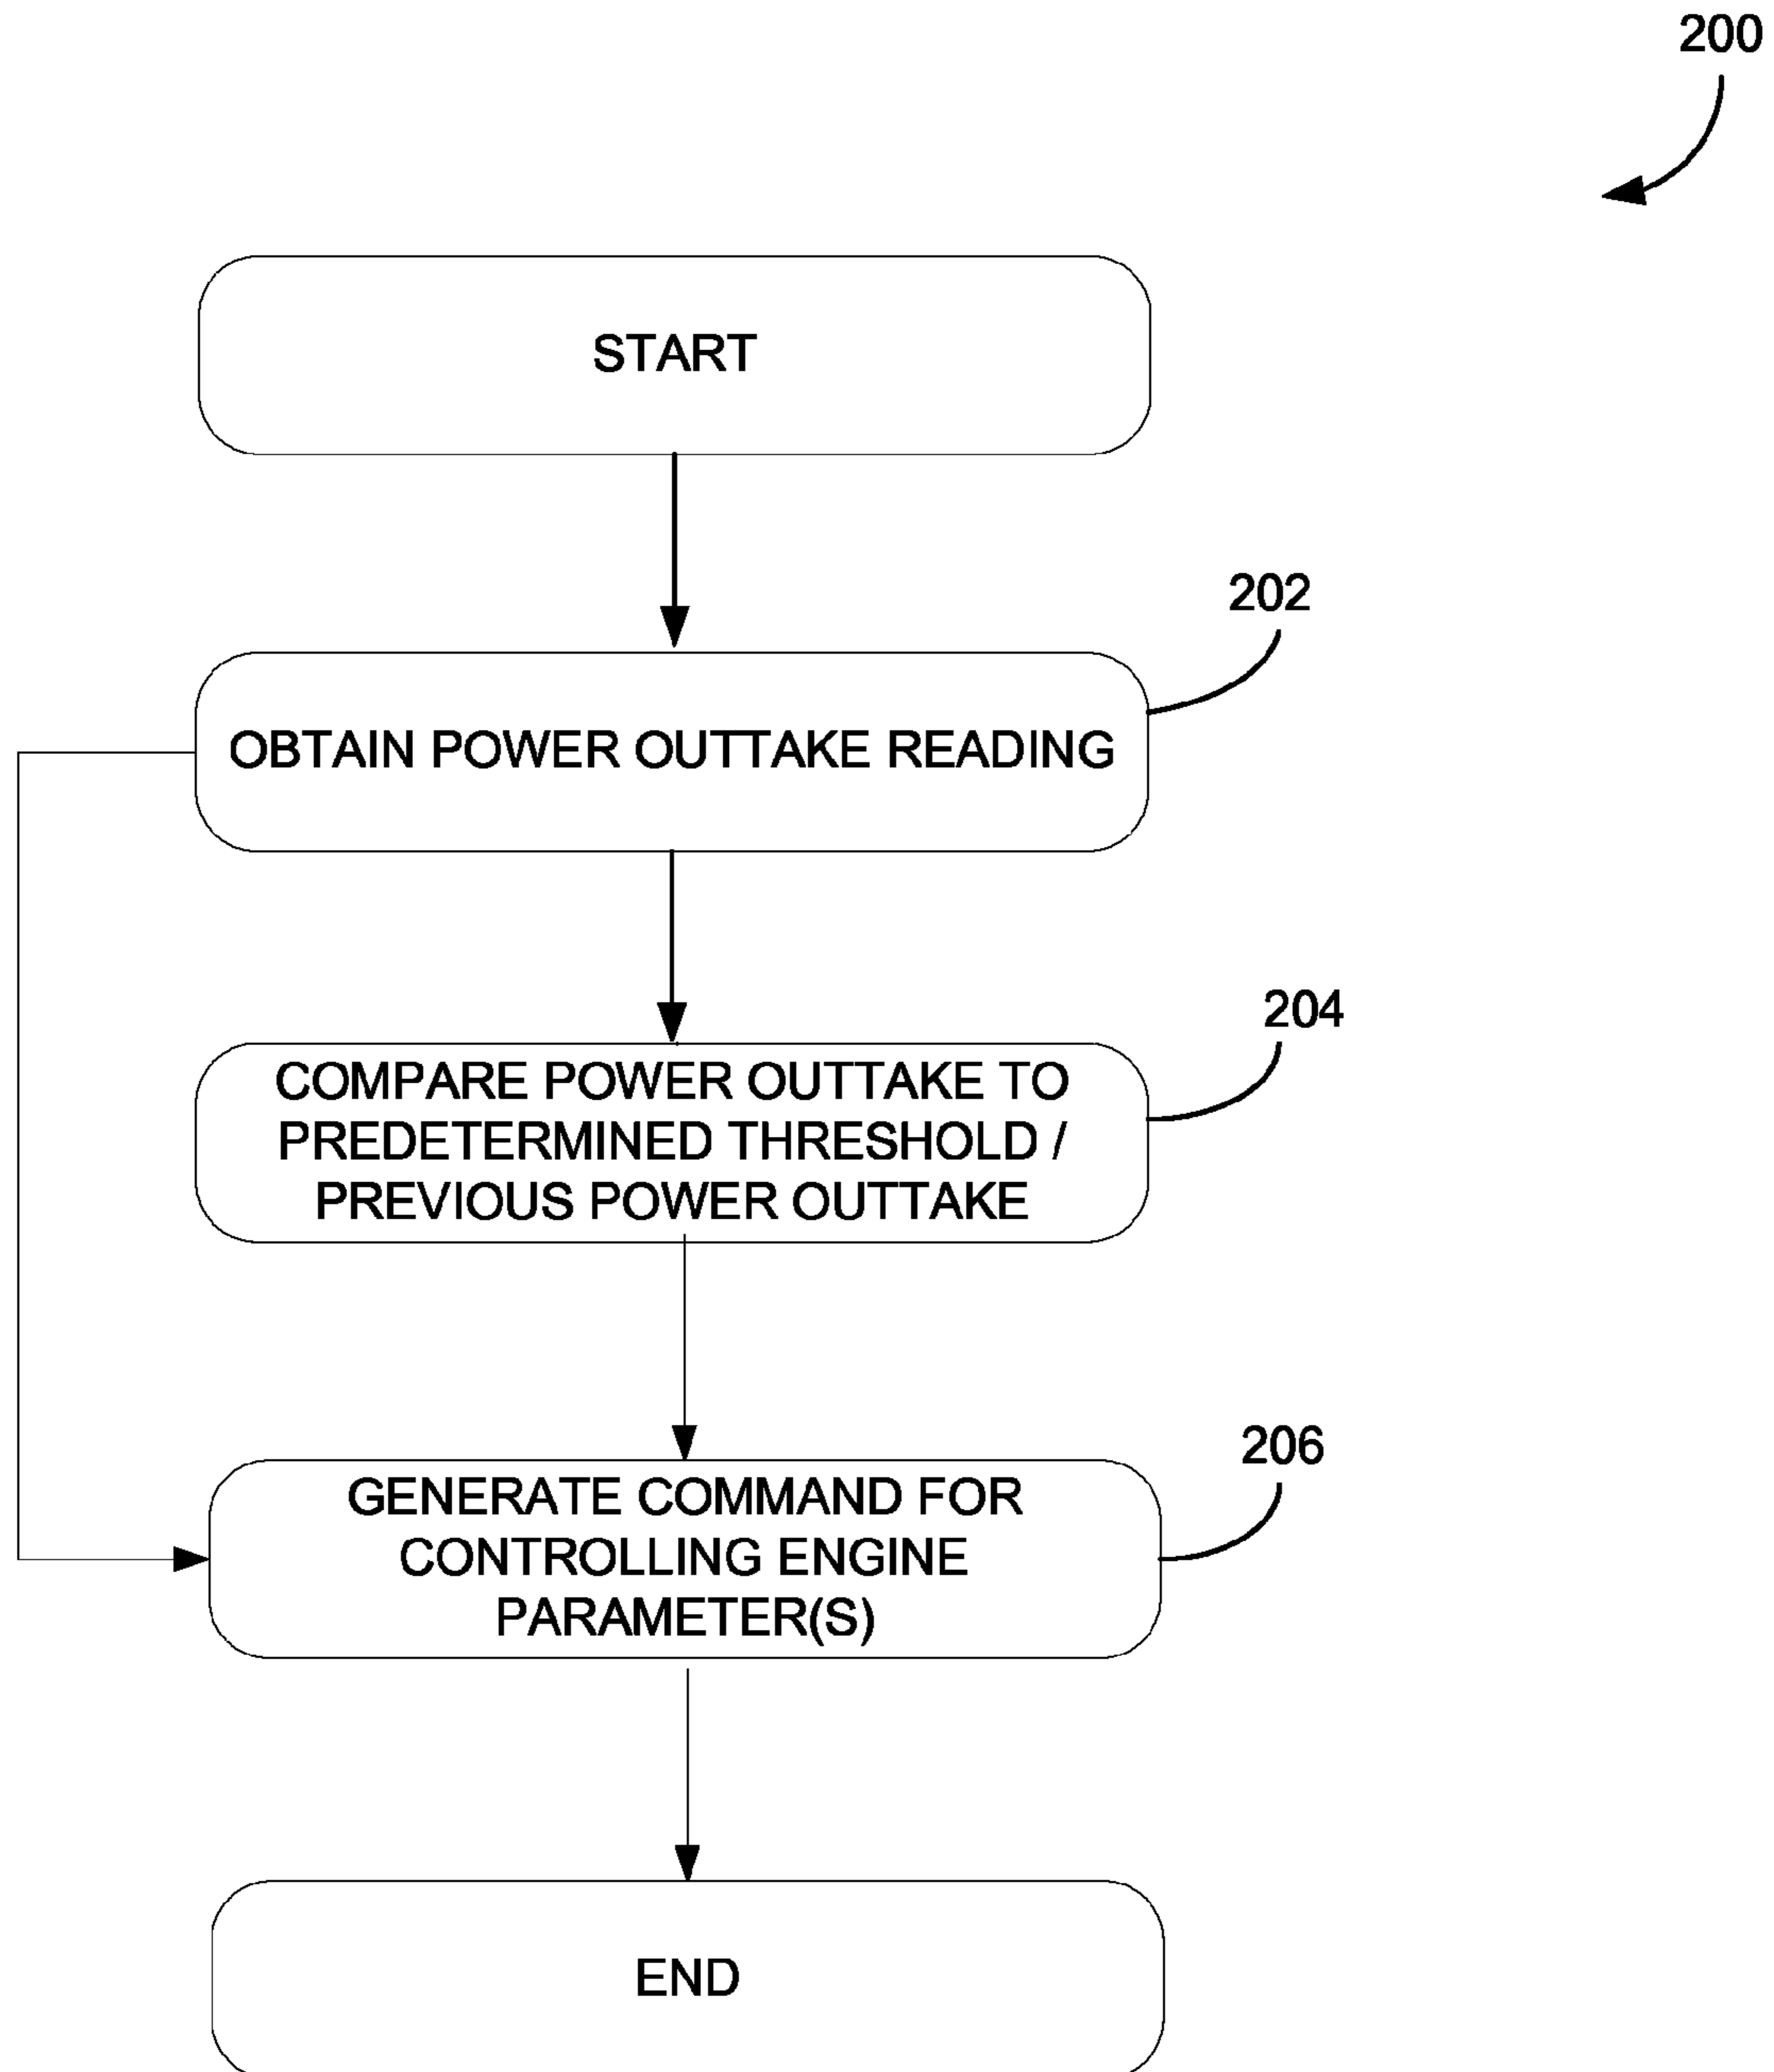 200
START
202
OBTAIN POWER OUTTAKE READING
204
COMPARE POWER OUTTAKE TO
PREDETERMINED THRESHOLD /
PREVIOUS POWER OUTTAKE
206
GENERATE COMMAND FOR
CONTROLLING ENGINE
PARAMETER(S)
END